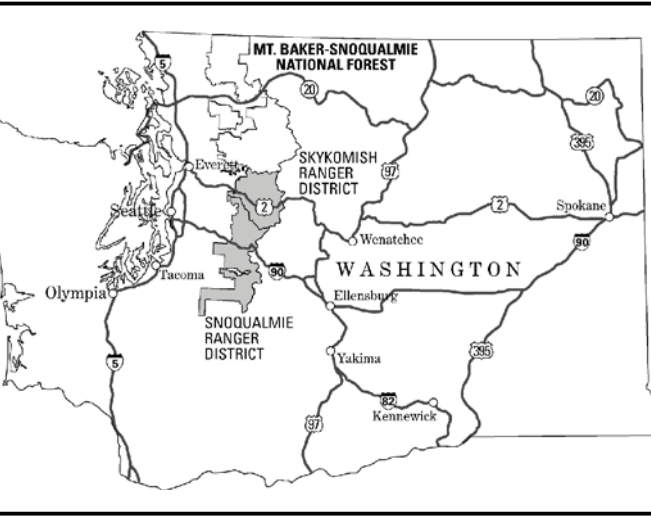 MT. BAKER-SNOQUALMIE
NATIONAL FOREST
5
20
20
Everett
SKYKOMISH
RANGER
DISTRICT
395
97
2
2
Seattle
Spokane
Wenatchee
90
90
Tacoma
WASHINGTON
Olympia
Ellensburg
SNOQUALMIE
RANGER
DISTRICT
395
5
Yakima
82
Kennewick
97